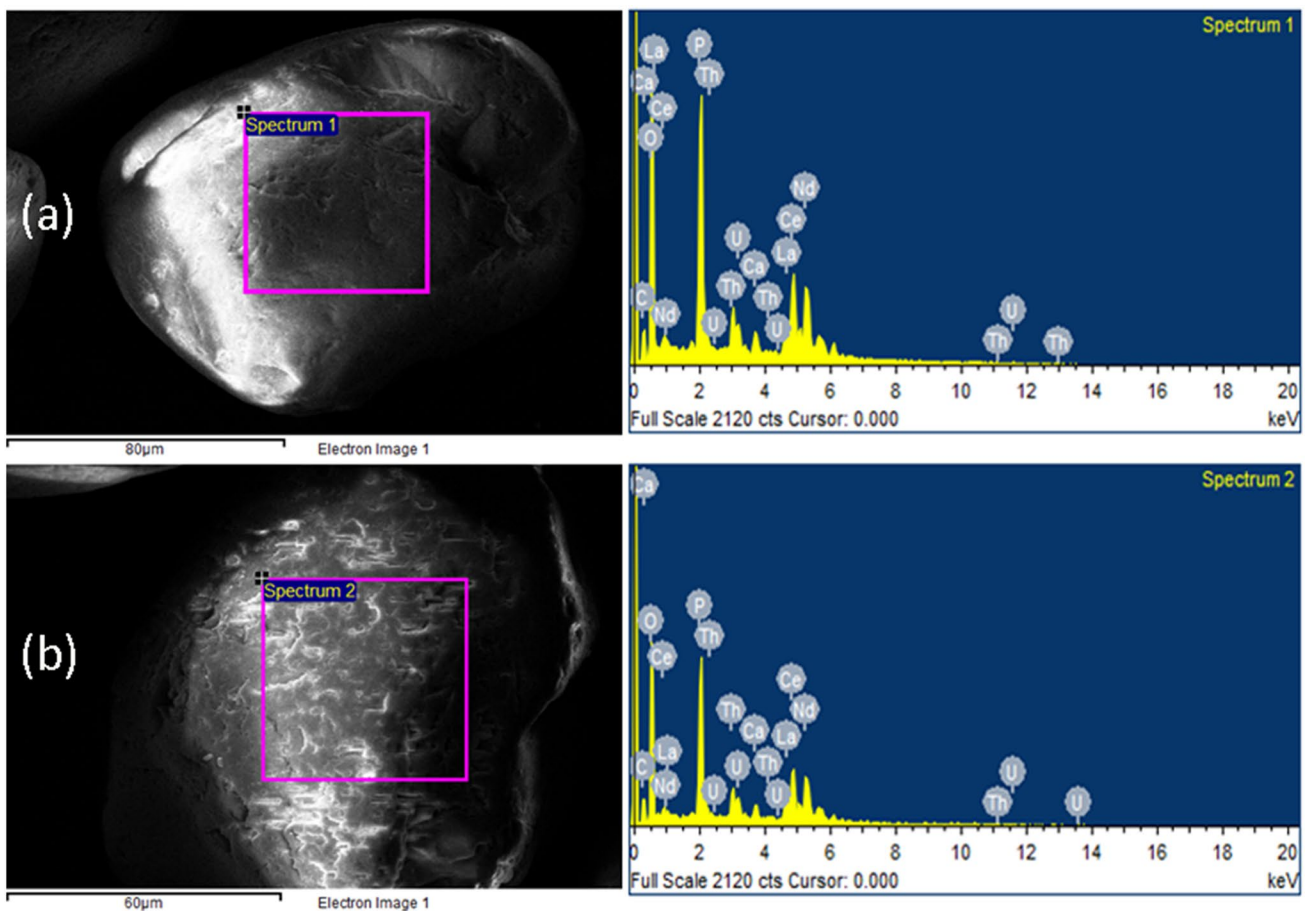 (a)
Spectrum 1
80µm
Electron Image 1
Spectrum 1
La
P
Ca
Th
Ce
O
Nd
U
Ce
Ca
La
C
Th
Th
Nd
U
U
U
Th
Th
0 2 4 6 8 10 12 14 16 18 20
Full Scale 2120 cts Cursor: 0.000
keV
(b)
Spectrum 2
60µm
Electron Image 1
Spectrum 2
Ca
P
O
Th
Ce
Ce
Th
Nd
Ca
La
La
C
U
Th
U
Nd
U
U
Th
U
0 2 4 6 8 10 12 14 16 18 20
Full Scale 2120 cts Cursor: 0.000
keV